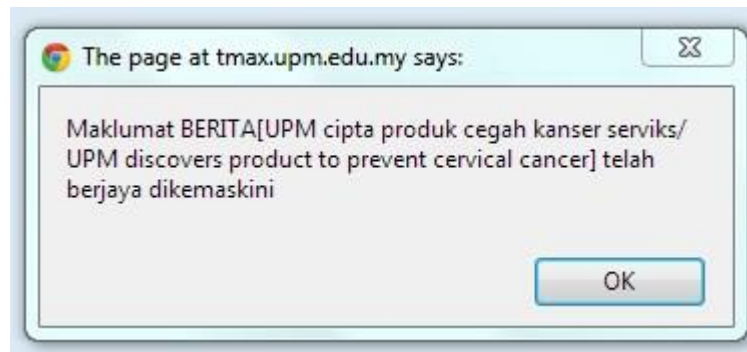 The page at tmax.upm.edu.my says:
Maklumat BERITA[UPM cipta produk cegah kanser serviks/
UPM discovers product to prevent cervical cancer] telah
berjaya dikemaskini
OK